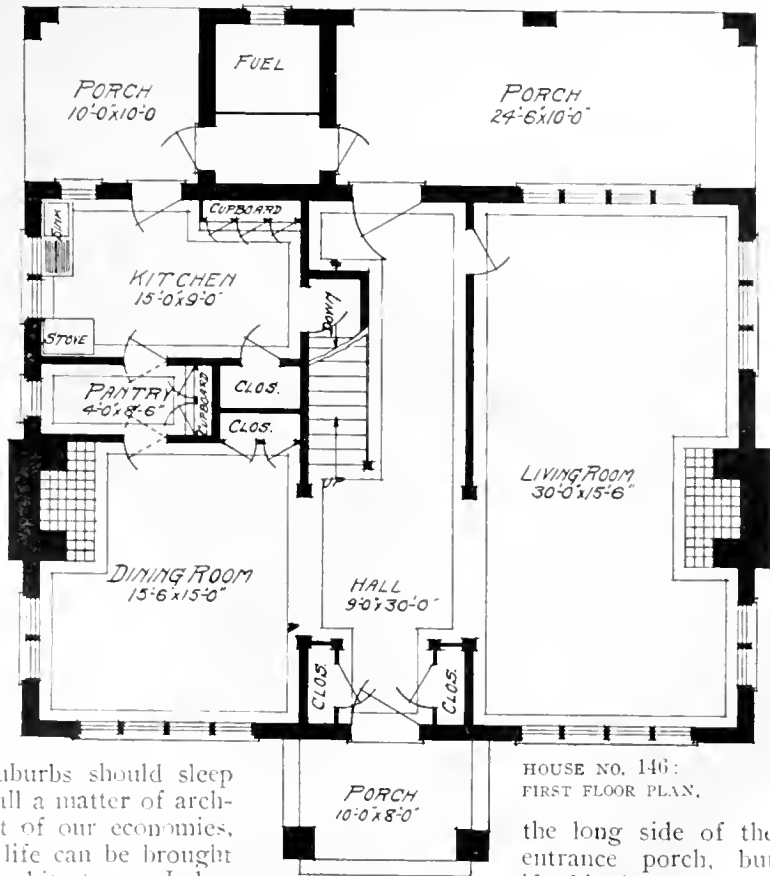 FUEL
PORCH
10'-0"x10'-0
PORCH
24'-6"x10'-0"
CUPBOARD
SINK
KITCHEN
15'-0"x9'-0"
DOWN
STOVE
PANTRY
4'-0"x8'-6"
CUPBOARD
CLOS.
CLOS.
UP
LIVING ROOM
30'-0"x15'-6"
DINING ROOM
15'-6"x15'-0"
HALL
9'-0"x30'-0"
CLOS.
CLOS.
PORCH
10'-0"x8'-0"
HOUSE NO. 146:
FIRST FLOOR PLAN.
uburbs should sleep
all a matter of arch-
t of our economies,
life can be brought
the long side of the
entrance porch, but